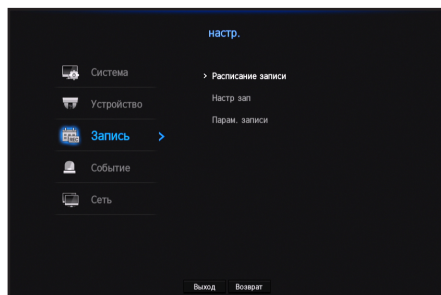 настр.
Система
Устройство
Запись >
Событие
Сеть
> Расписание записи
Настр зап
Парам. записи
Выход Возврат